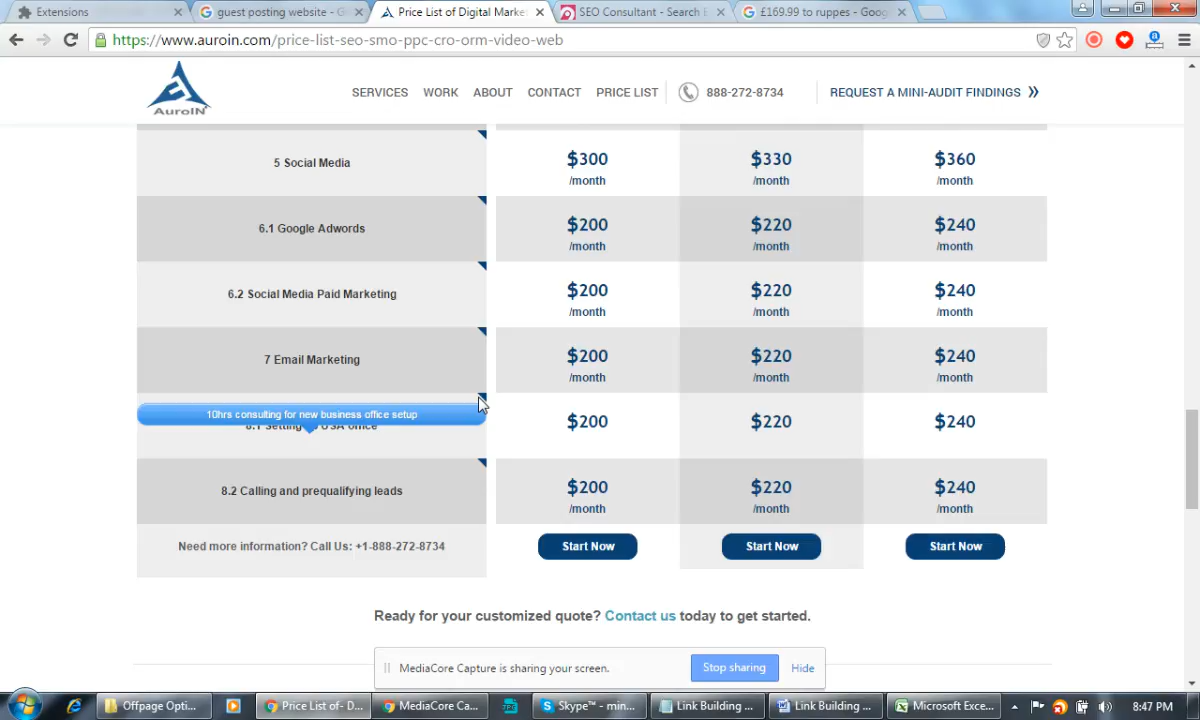 Extensions
guest posting website - G
Price List of Digital Marke
SEO Consultant - Search E
£169.99 to ruppes - Goog
https://www.auroin.com/price-list-seo-smo-ppc-cro-orm-video-web
AuroIN
SERVICES WORK ABOUT CONTACT PRICE LIST 888-272-8734 REQUEST A MINI-AUDIT FINDINGS
5 Social Media $300 /month $330 /month $360 /month
6.1 Google Adwords $200 /month $220 /month $240 /month
6.2 Social Media Paid Marketing $200 /month $220 /month $240 /month
7 Email Marketing $200 /month $220 /month $240 /month
10hrs consulting for new business office setup
8.1 Setting USA office $200 $220 $240
8.2 Calling and prequalifying leads $200 /month $220 /month $240 /month
Need more information? Call Us: +1-888-272-8734 Start Now Start Now Start Now
Ready for your customized quote? Contact us today to get started.
MediaCore Capture is sharing your screen. Stop sharing Hide
Offpage Opti... Price List of- D... MediaCore Ca... Skype™ - min... Link Building ... Link Building ... Microsoft Exce... 8:47 PM